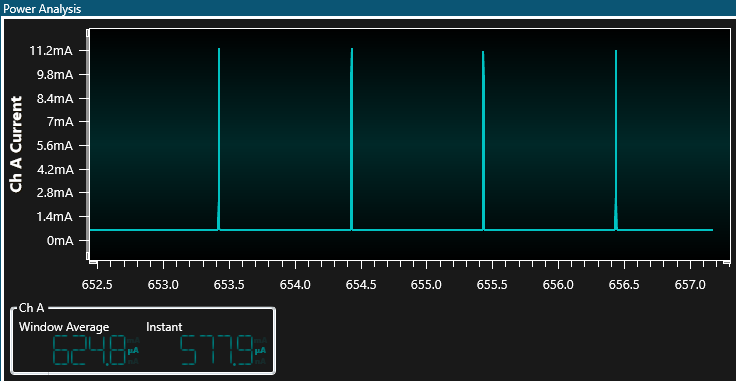 Power Analysis
Ch A Current
11.2mA
9.8mA
8.4mA
7mA
5.6mA
4.2mA
2.8mA
1.4mA
0mA
652.5 653.0 653.5 654.0 654.5 655.0 655.5 656.0 656.5 657.0
Ch A
Window Average Instant
624.8 µA 577.9 µA